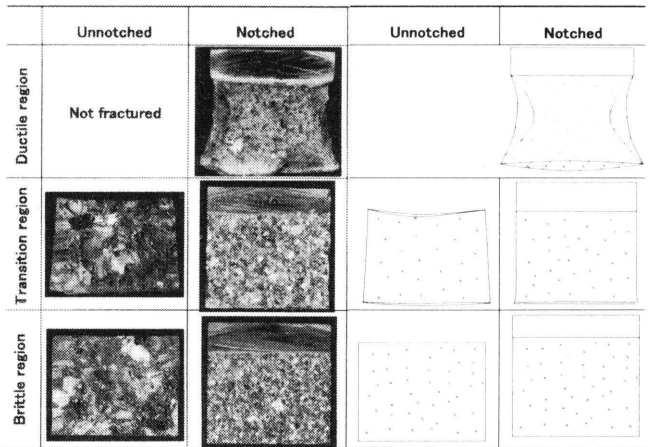 Unnotched Notched Unnotched Notched
Ductile region
Not fractured
Transition region
Brittle region